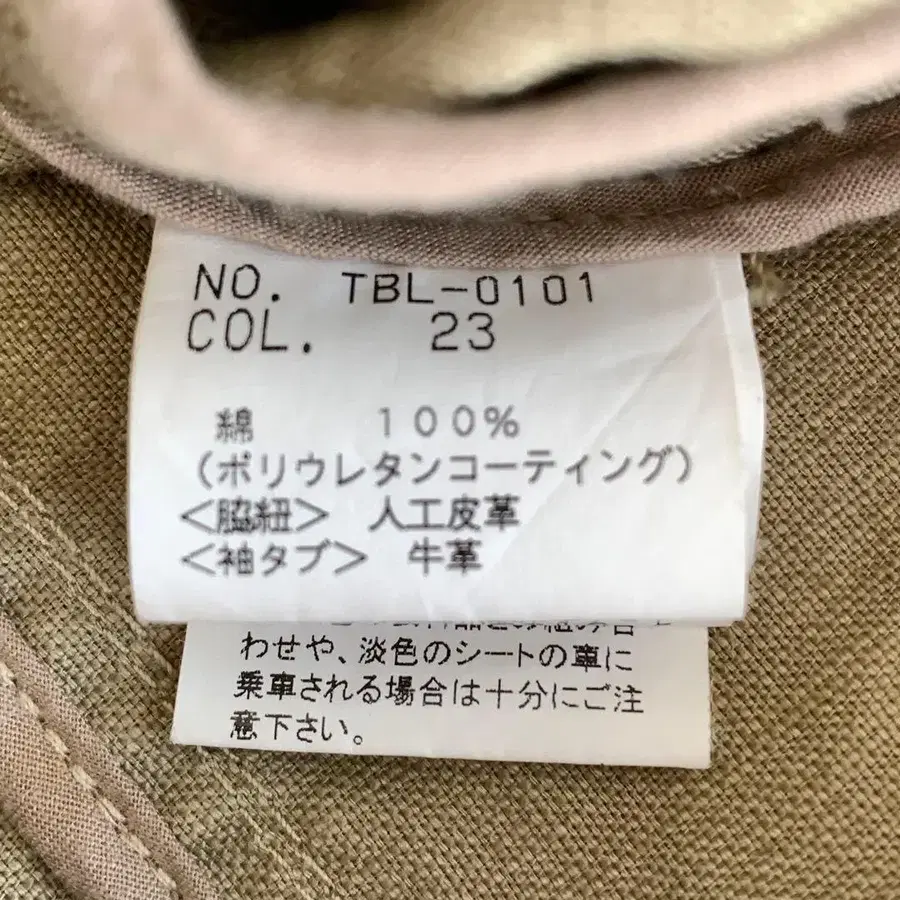 NO. TBL-0101
COL. 23
綿 100%
(ポリウレタンコーティング)
<脇紐> 人工皮革
<袖タブ> 牛革
わせや、淡色のシートの車に
乗車される場合は十分にご注
意下さい。